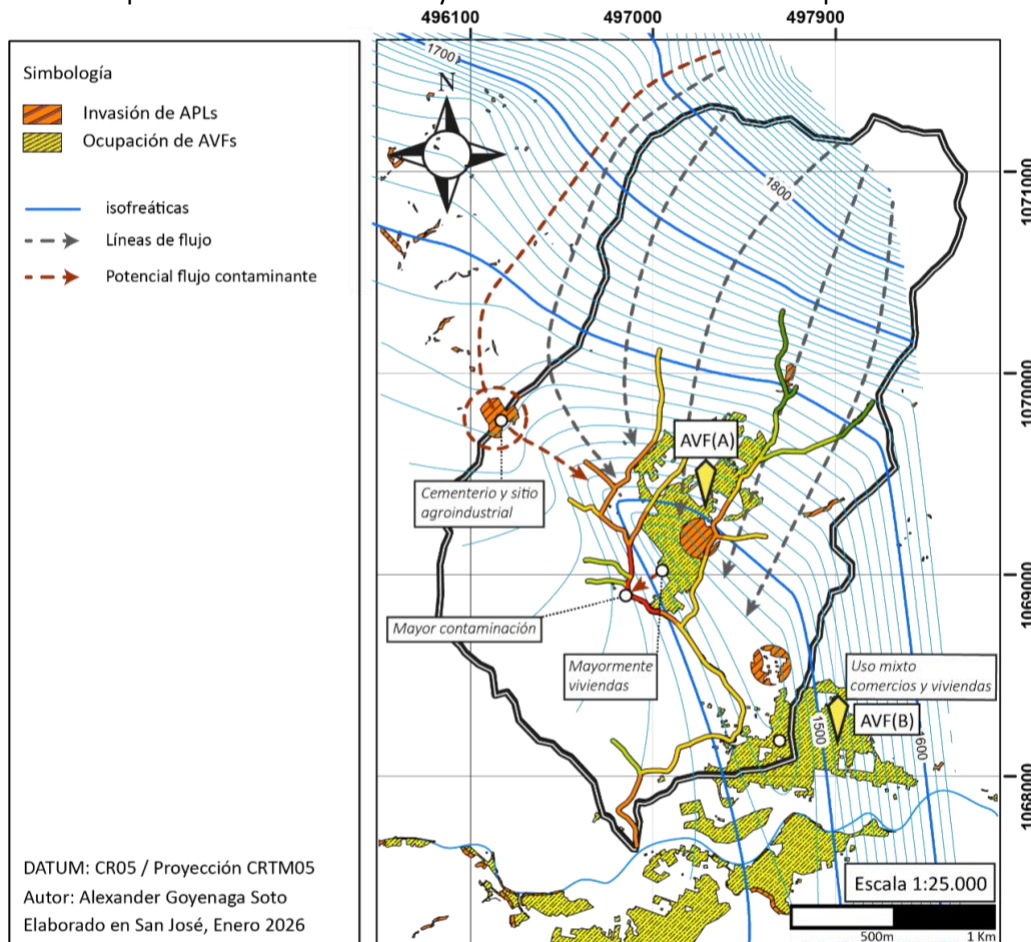 496100
497000
497900
Simbología
Invasión de APLs
Ocupación de AVFs
isofreáticas
Líneas de flujo
Potencial flujo contaminante
DATUM: CR05 / Proyección CRTM05
Autor: Alexander Goyenaga Soto
Elaborado en San José, Enero 2026
1700
N
1800
1071000
1070000
AVF(A)
Cementerio y sitio
agroindustrial
1069000
Mayor contaminación
Mayormente
viviendas
Uso mixto
comercios y viviendas
AVF(B)
1500
1600
1068000
Escala 1:25.000
500m
1 Km